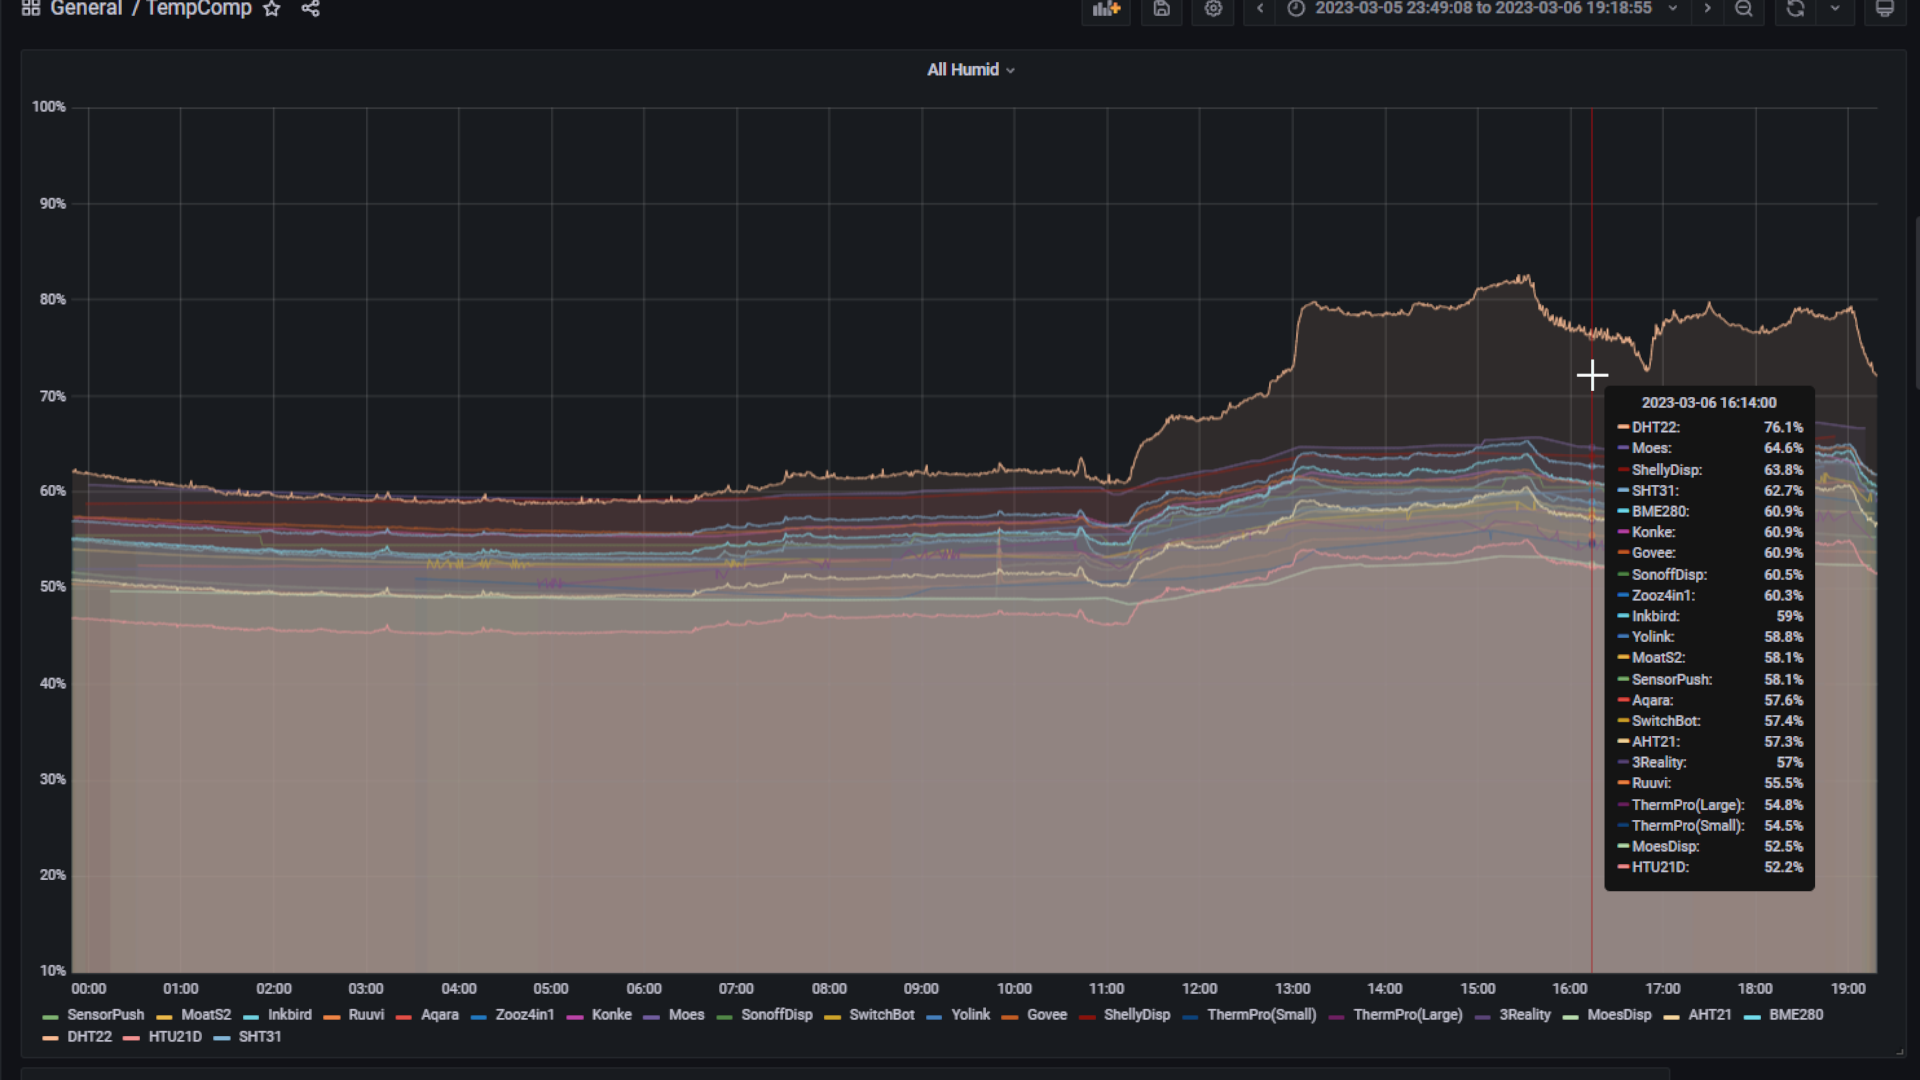 General / TempComp
2023-03-05 23:49:08 to 2023-03-06 19:18:55
All Humid
100%
90%
80%
70%
60%
50%
40%
30%
20%
10%
2023-03-06 16:14:00
DHT22: 76.1%
Moes: 64.6%
ShellyDisp: 63.8%
SHT31: 62.7%
BME280: 60.9%
Konke: 60.9%
Govee: 60.9%
SonoffDisp: 60.5%
Zooz4in1: 60.3%
Inkbird: 59%
Yolink: 58.8%
MoatS2: 58.1%
SensorPush: 58.1%
Aqara: 57.6%
SwitchBot: 57.4%
AHT21: 57.3%
3Reality: 57%
Ruuvi: 55.5%
ThermPro(Large): 54.8%
ThermPro(Small): 54.5%
MoesDisp: 52.5%
HTU21D: 52.2%
00:00 01:00 02:00 03:00 04:00 05:00 06:00 07:00 08:00 09:00 10:00 11:00 12:00 13:00 14:00 15:00 16:00 17:00 18:00 19:00
SensorPush MoatS2 Inkbird Ruuvi Aqara Zooz4in1 Konke Moes SonoffDisp SwitchBot Yolink Govee ShellyDisp ThermPro(Small) ThermPro(Large) 3Reality MoesDisp AHT21 BME280
DHT22 HTU21D SHT31